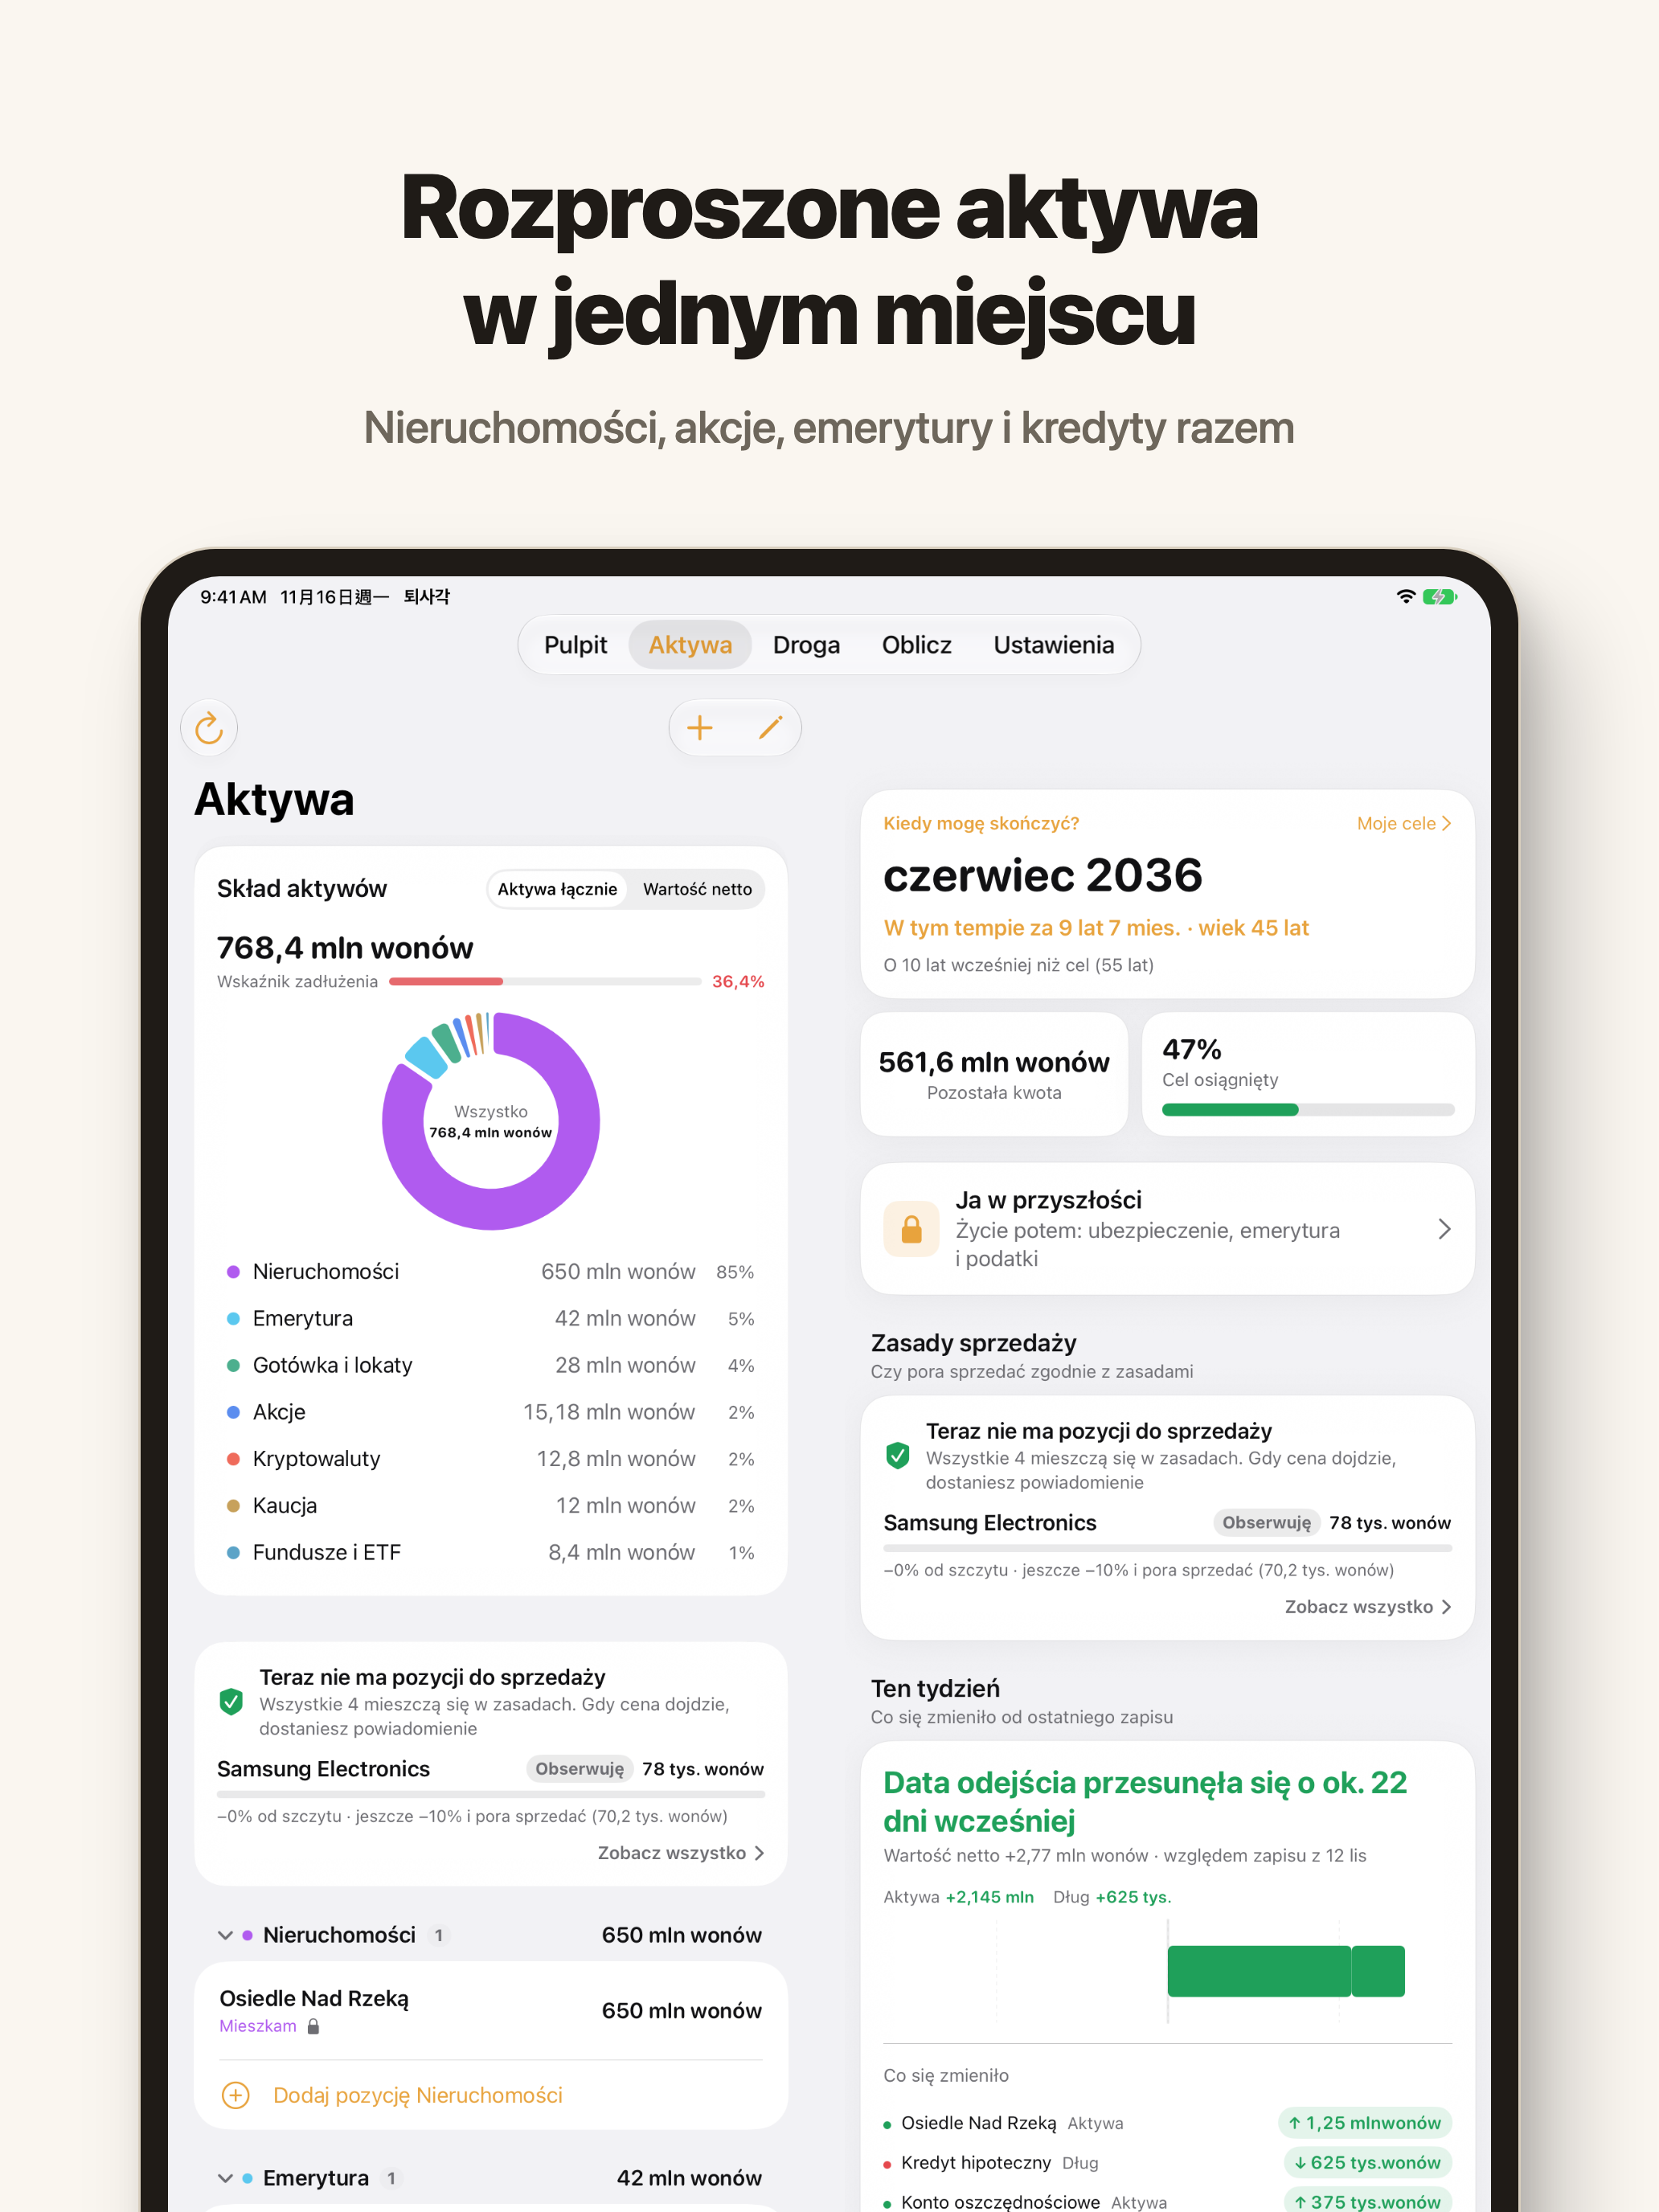 Rozproszone aktywa
w jednym miejscu
Nieruchomości, akcje, emerytury i kredyty razem
9:41 AM 11月16日週一 퇴사각
Pulpit Aktywa Droga Oblicz Ustawienia
Aktywa
Skład aktywów Aktywa łącznie Wartość netto
768,4 mln wonów
Wskaźnik zadłużenia 36,4%
Wszystko
768,4 mln wonów
Nieruchomości 650 mln wonów 85%
Emerytura 42 mln wonów 5%
Gotówka i lokaty 28 mln wonów 4%
Akcje 15,18 mln wonów 2%
Kryptowaluty 12,8 mln wonów 2%
Kaucja 12 mln wonów 2%
Fundusze i ETF 8,4 mln wonów 1%
Teraz nie ma pozycji do sprzedaży
Wszystkie 4 mieszczą się w zasadach. Gdy cena dojdzie,
dostaniesz powiadomienie
Samsung Electronics Obserwuję 78 tys. wonów
−0% od szczytu · jeszcze −10% i pora sprzedać (70,2 tys. wonów)
Zobacz wszystko
Nieruchomości 1 650 mln wonów
Osiedle Nad Rzeką 650 mln wonów
Mieszkam
Dodaj pozycję Nieruchomości
Emerytura 1 42 mln wonów
Kiedy mogę skończyć? Moje cele
czerwiec 2036
W tym tempie za 9 lat 7 mies. · wiek 45 lat
O 10 lat wcześniej niż cel (55 lat)
561,6 mln wonów
Pozostała kwota
47%
Cel osiągnięty
Ja w przyszłości
Życie potem: ubezpieczenie, emerytura
i podatki
Zasady sprzedaży
Czy pora sprzedać zgodnie z zasadami
Teraz nie ma pozycji do sprzedaży
Wszystkie 4 mieszczą się w zasadach. Gdy cena dojdzie,
dostaniesz powiadomienie
Samsung Electronics Obserwuję 78 tys. wonów
−0% od szczytu · jeszcze −10% i pora sprzedać (70,2 tys. wonów)
Zobacz wszystko
Ten tydzień
Co się zmieniło od ostatniego zapisu
Data odejścia przesunęła się o ok. 22
dni wcześniej
Wartość netto +2,77 mln wonów · względem zapisu z 12 lis
Aktywa +2,145 mln Dług +625 tys.
Co się zmieniło
Osiedle Nad Rzeką Aktywa ↑ 1,25 mlnwonów
Kredyt hipoteczny Dług ↓ 625 tys.wonów
Konto oszczędnościowe Aktywa ↑ 375 tys.wonów